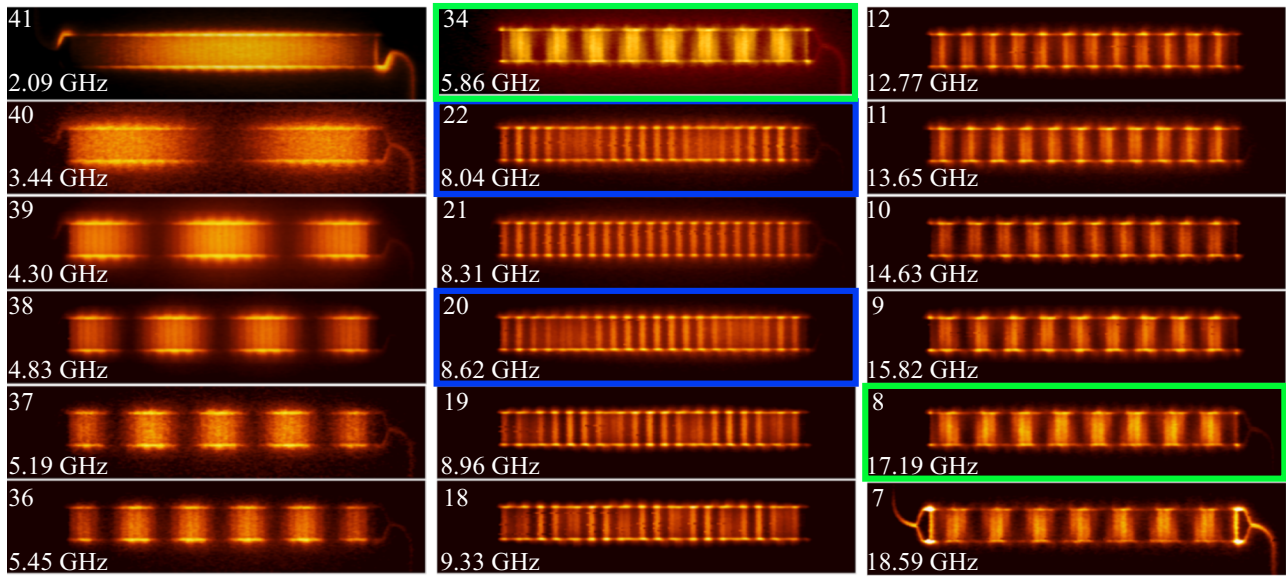 41
2.09 GHz
40
3.44 GHz
39
4.30 GHz
38
4.83 GHz
37
5.19 GHz
36
5.45 GHz
34
5.86 GHz
22
8.04 GHz
21
8.31 GHz
20
8.62 GHz
19
8.96 GHz
18
9.33 GHz
12
12.77 GHz
11
13.65 GHz
10
14.63 GHz
9
15.82 GHz
8
17.19 GHz
7
18.59 GHz